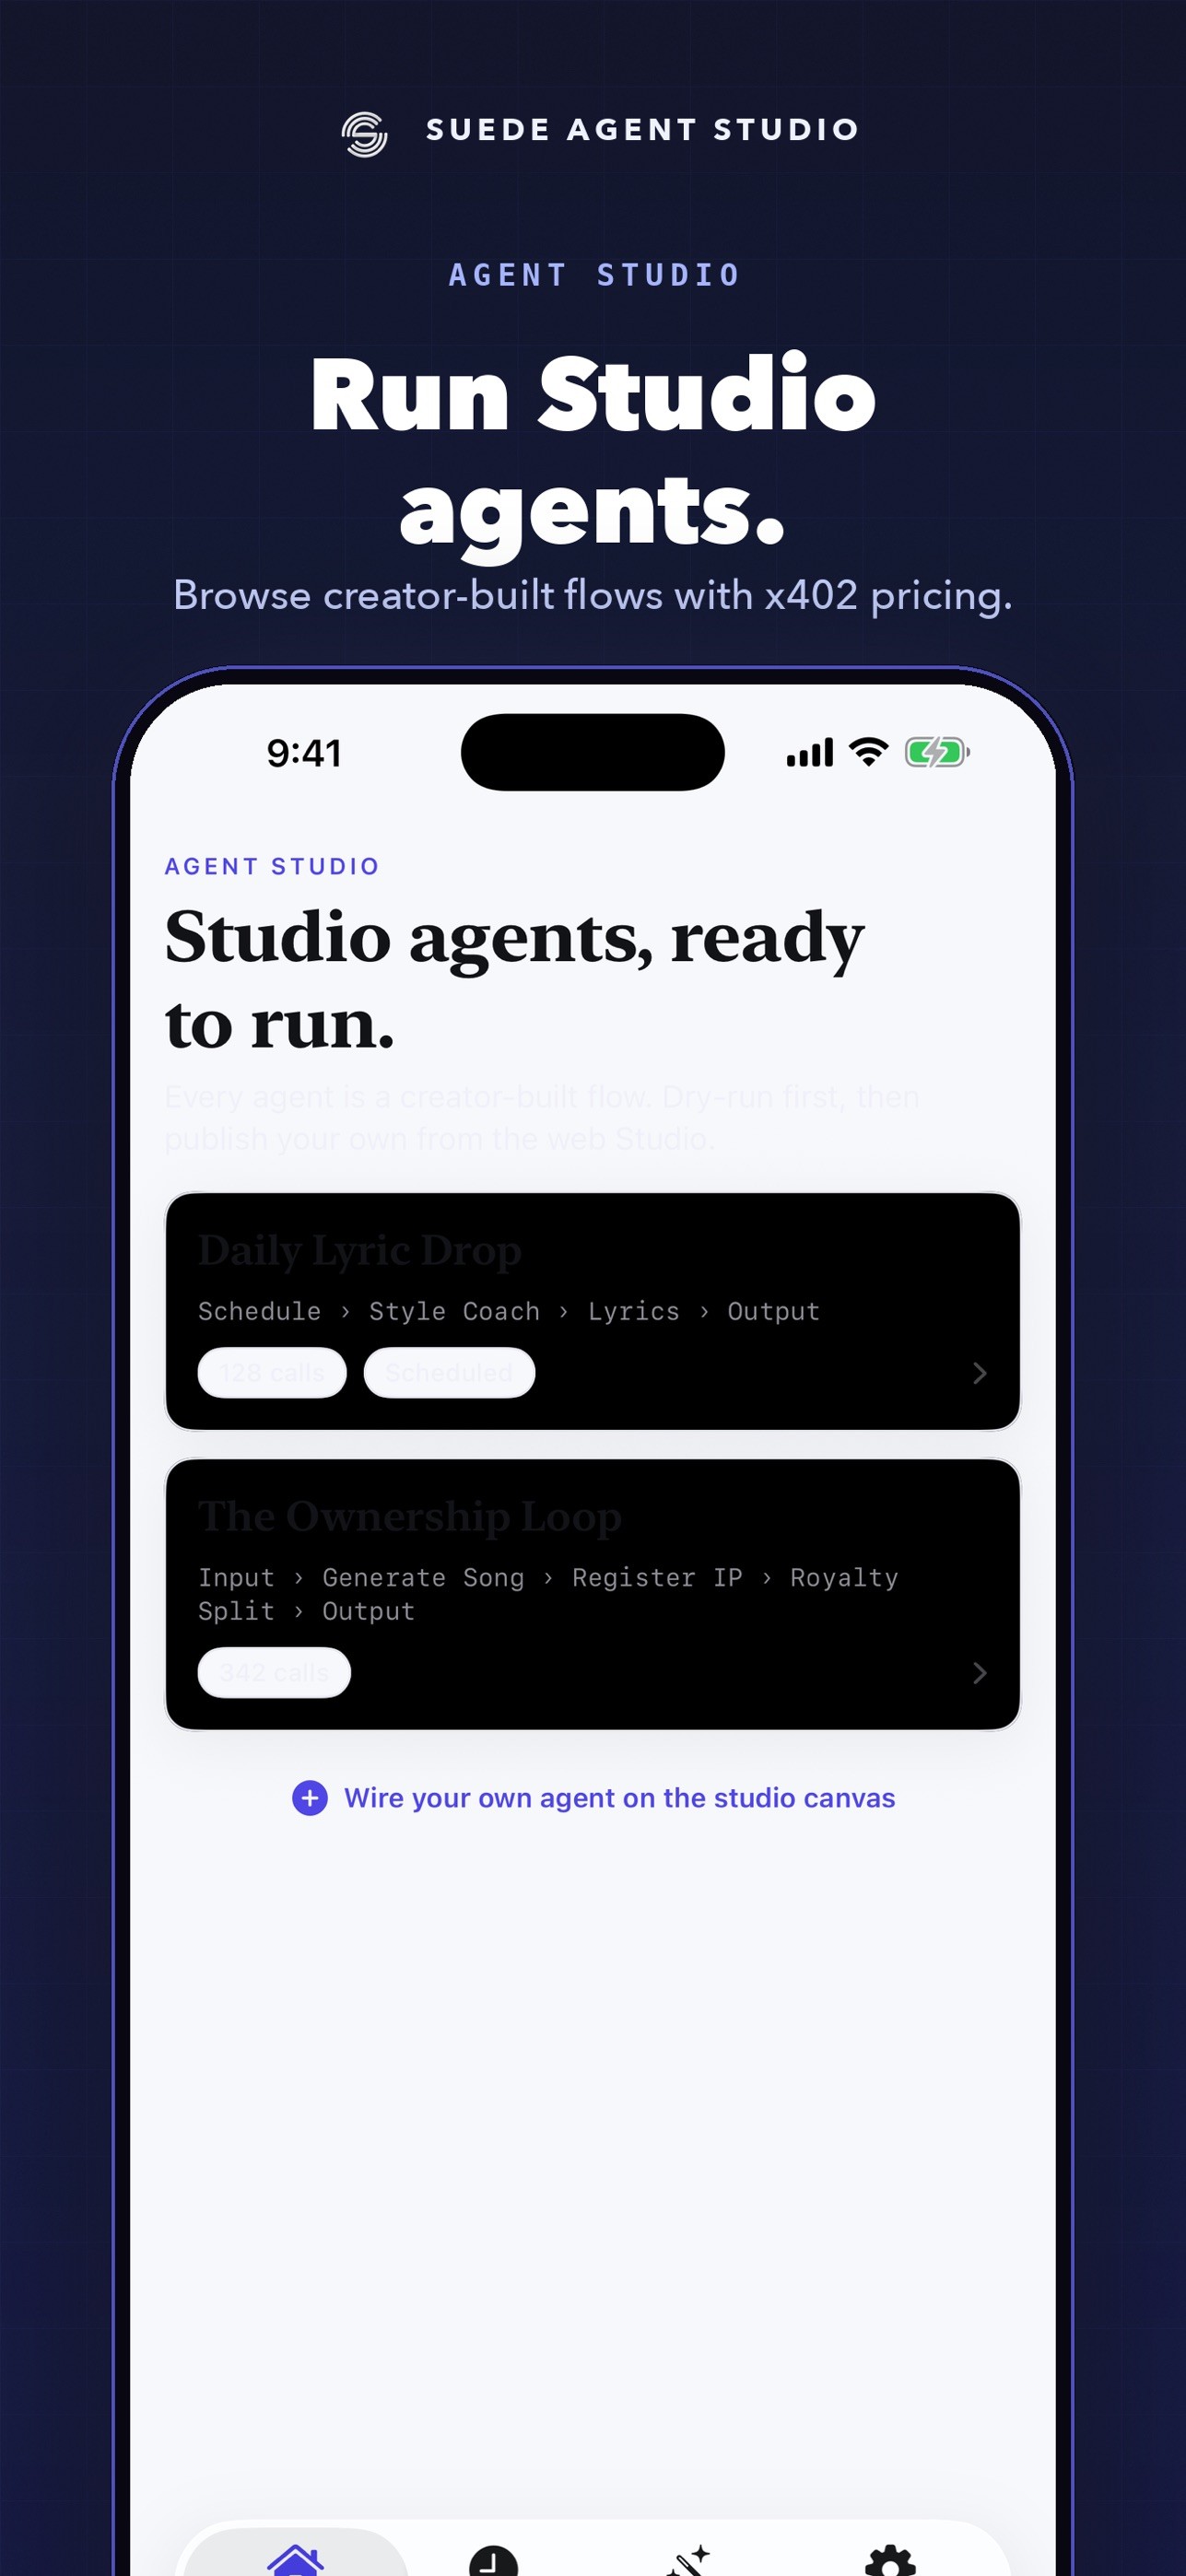 SUEDE AGENT STUDIO
AGENT STUDIO
Run Studio
agents.
Browse creator-built flows with x402 pricing.
9:41
AGENT STUDIO
Studio agents, ready
to run.
Every agent is a creator-built flow. Dry-run first, then
publish your own from the web Studio.
Daily Lyric Drop
Schedule › Style Coach › Lyrics › Output
128 calls Scheduled
The Ownership Loop
Input › Generate Song › Register IP › Royalty
Split › Output
342 calls
Wire your own agent on the studio canvas